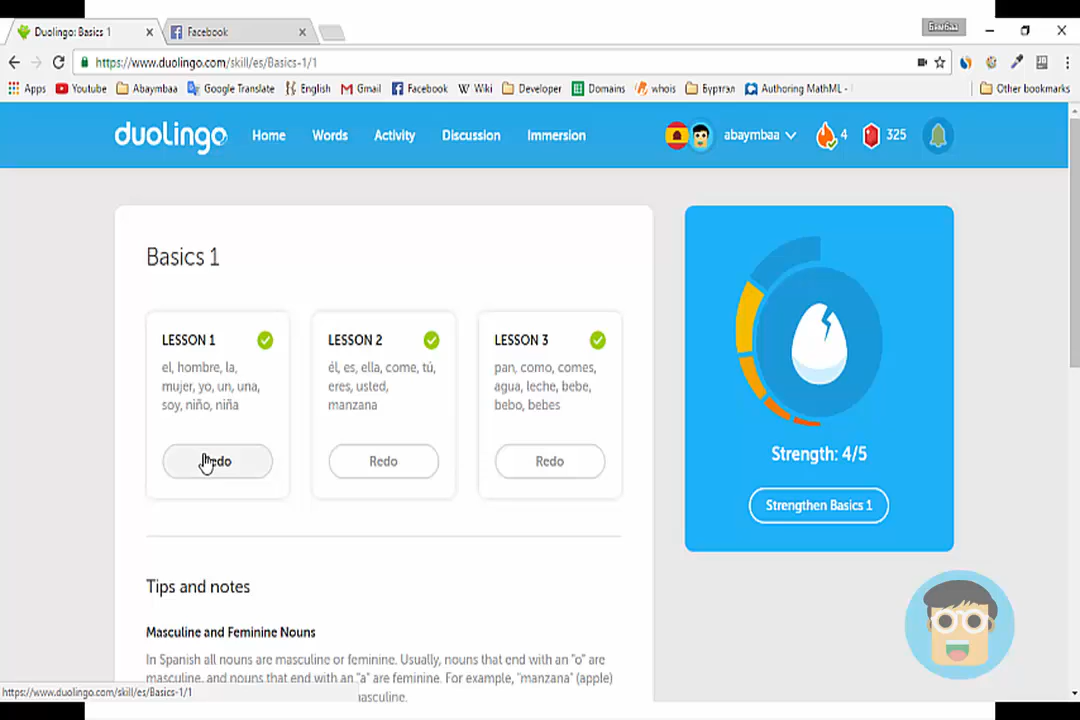 Duolingo: Basics 1
Facebook
Бямбаа
https://www.duolingo.com/skill/es/Basics-1/1
Apps
Youtube
Abaymbaa
Google Translate
English
Gmail
Facebook
Wiki
Developer
Domains
whois
Бүртгэл
Authoring MathML -
Other bookmarks
duolingo
Home
Words
Activity
Discussion
Immersion
abaymbaa
4
325
Basics 1
LESSON 1
el, hombre, la,
mujer, yo, un, una,
soy, niño, niña
LESSON 2
él, es, ella, come, tú,
eres, usted,
manzana
Redo
LESSON 3
pan, como, comes,
agua, leche, bebe,
bebo, bebes
Redo
Strength: 4/5
Strengthen Basics 1
Tips and notes
Masculine and Feminine Nouns
In Spanish all nouns are masculine or feminine. Usually, nouns that end with an "o" are
masculine, and nouns that end with an "a" are feminine. For example, "manzana" (apple)
masculine.
https://www.duolingo.com/skill/es/Basics-1/1